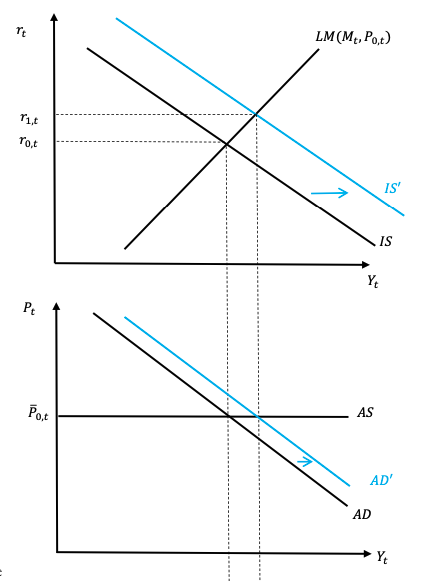 r_t
LM(M_t, P_{0,t})
r_{1,t}
r_{0,t}
IS′
IS
Y_t
P_t
P̅_{0,t}
AS
AD′
AD
Y_t